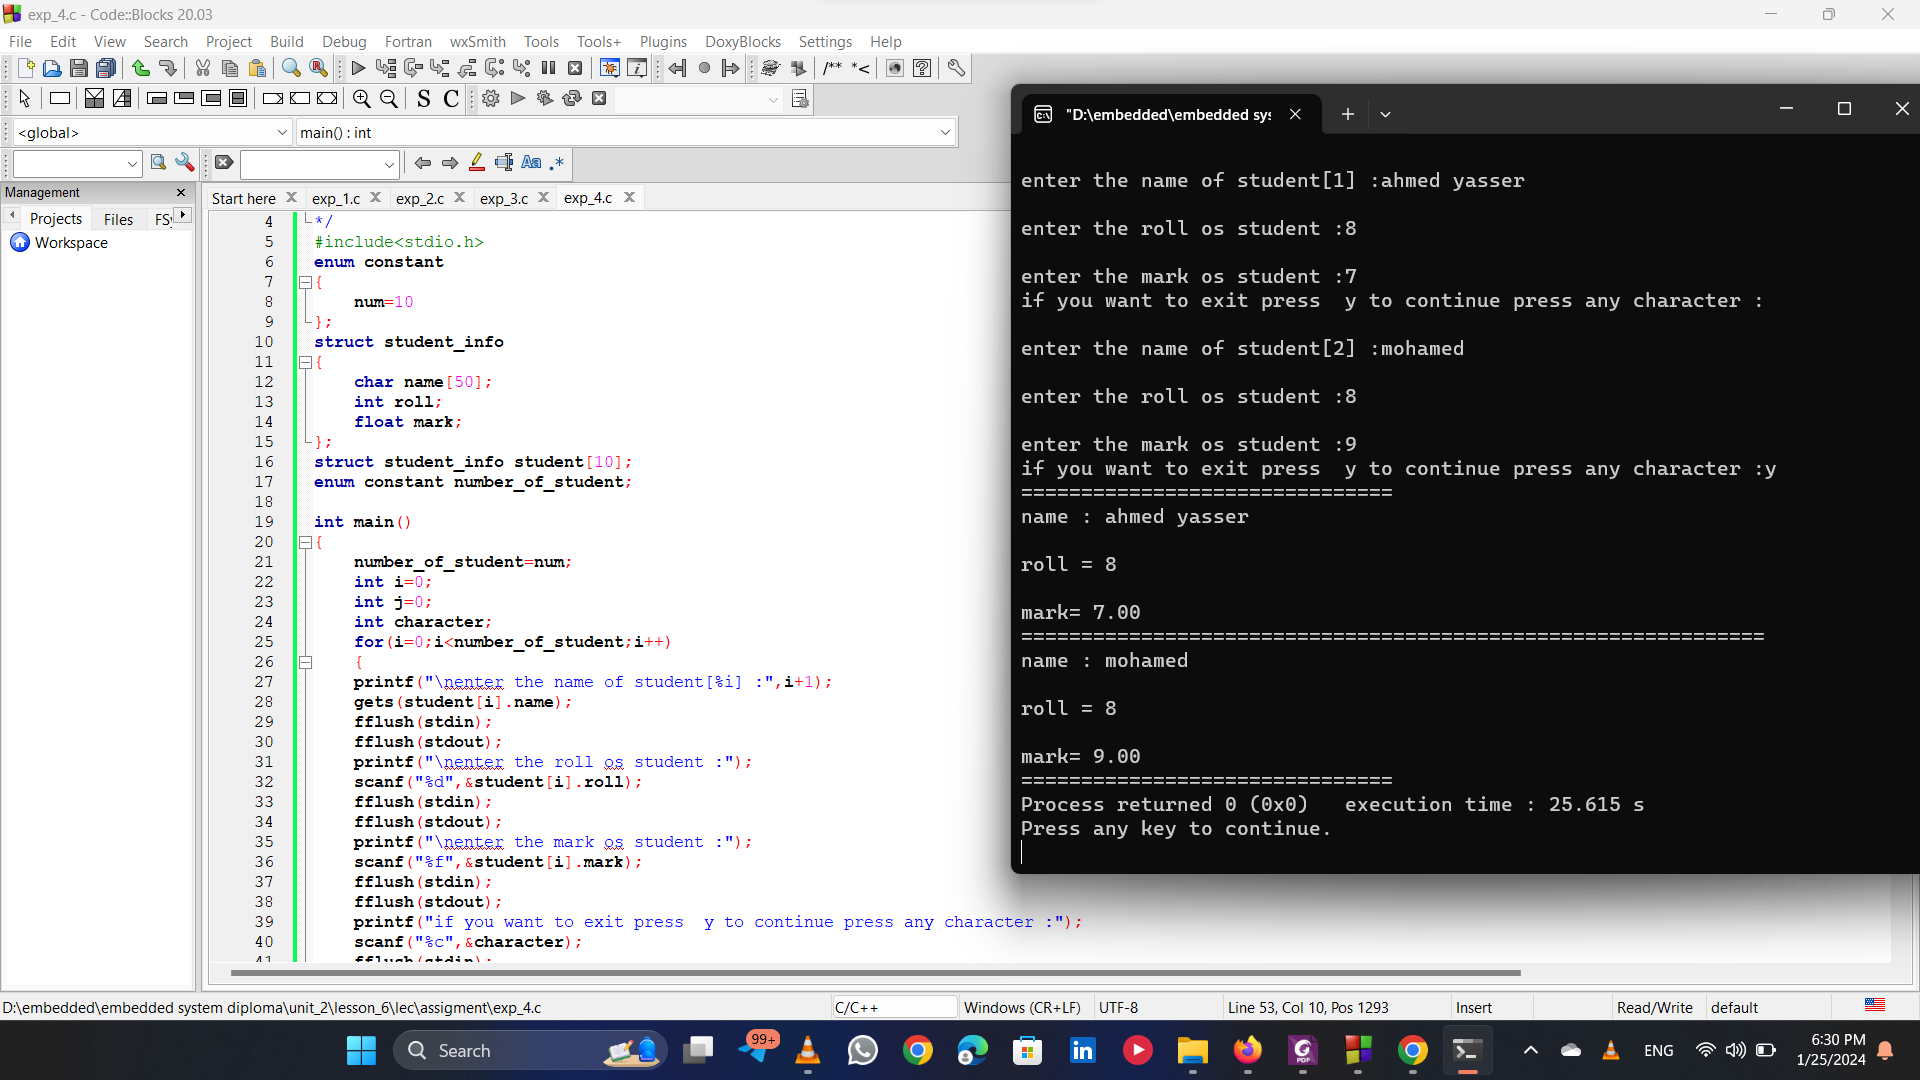 exp_4.c - Code::Blocks 20.03
File Edit View Search Project Build Debug Fortran wxSmith Tools Tools+ Plugins DoxyBlocks Settings Help
/** *<
S C
<global>
main() : int
Aa .*
Management
Projects Files FSy
Workspace
Start here exp_1.c exp_2.c exp_3.c exp_4.c
4 */
5 #include<stdio.h>
6 enum constant
7 {
8 num=10
9 };
10 struct student_info
11 {
12 char name[50];
13 int roll;
14 float mark;
15 };
16 struct student_info student[10];
17 enum constant number_of_student;
18
19 int main()
20 {
21 number_of_student=num;
22 int i=0;
23 int j=0;
24 int character;
25 for(i=0;i<number_of_student;i++)
26 {
27 printf("\nenter the name of student[%i] :",i+1);
28 gets(student[i].name);
29 fflush(stdin);
30 fflush(stdout);
31 printf("\nenter the roll os student :");
32 scanf("%d",&student[i].roll);
33 fflush(stdin);
34 fflush(stdout);
35 printf("\nenter the mark os student :");
36 scanf("%f",&student[i].mark);
37 fflush(stdin);
38 fflush(stdout);
39 printf("if you want to exit press  y to continue press any character :");
40 scanf("%c",&character);
41 fflush(stdin);
"D:\embedded\embedded sys
enter the name of student[1] :ahmed yasser
enter the roll os student :8
enter the mark os student :7
if you want to exit press  y to continue press any character :
enter the name of student[2] :mohamed
enter the roll os student :8
enter the mark os student :9
if you want to exit press  y to continue press any character :y
===============================
name : ahmed yasser
roll = 8
mark= 7.00
==============================================================
name : mohamed
roll = 8
mark= 9.00
===============================
Process returned 0 (0x0)   execution time : 25.615 s
Press any key to continue.
D:\embedded\embedded system diploma\unit_2\lesson_6\lec\assigment\exp_4.c C/C++ Windows (CR+LF) UTF-8 Line 53, Col 10, Pos 1293 Insert Read/Write default
Search
99+
ENG
6:30 PM
1/25/2024